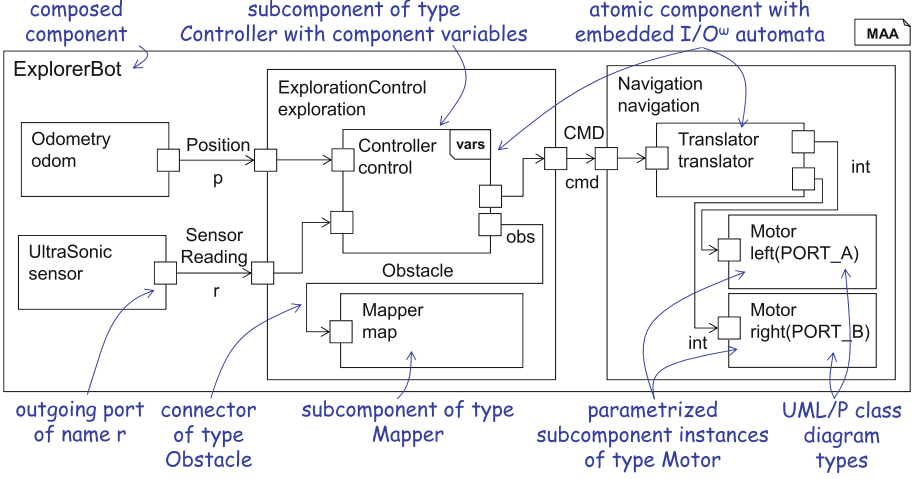 composed
component
subcomponent of type
Controller with component variables
atomic component with
embedded I/Oω automata
MAA
ExplorerBot
ExplorationControl
exploration
Navigation
navigation
Odometry
odom
Position
p
Controller
control
vars
CMD
cmd
Translator
translator
int
UltraSonic
sensor
Sensor
Reading
r
obs
Obstacle
Motor
left(PORT_A)
Mapper
map
Motor
right(PORT_B)
int
outgoing port
of name r
connector
of type
Obstacle
subcomponent of type
Mapper
parametrized
subcomponent instances
of type Motor
UML/P class
diagram
types